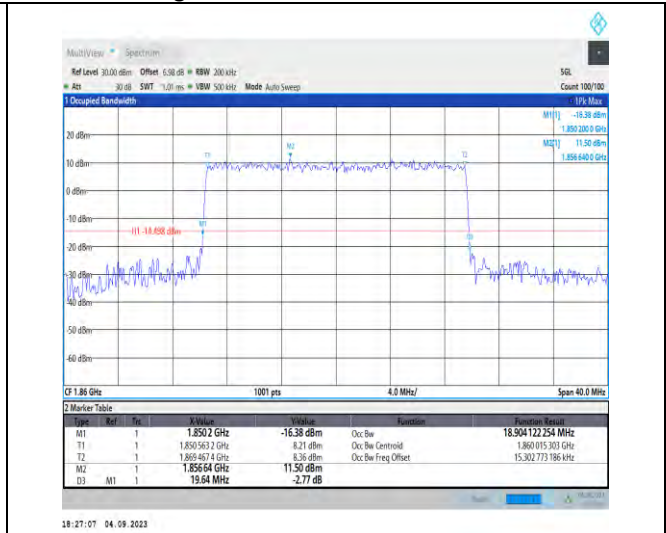 MultiView Spectrum
Ref Level 30.00 dBm Offset 6.98 dB RBW 200 kHz SGL
Att 30 dB SWT 1.01 ms VBW 500 kHz Mode Auto Sweep Count 100/100
1 Occupied Bandwidth 1Pk Max
M1[1] -16.38 dBm
1.850 200 0 GHz
20 dBm
M2[1] 11.50 dBm
1.856 640 0 GHz
T1 M2 T2
10 dBm
0 dBm
-10 dBm
M1
H1 -14.498 dBm
D3
-20 dBm
-30 dBm
-40 dBm
-50 dBm
-60 dBm
CF 1.86 GHz 1001 pts 4.0 MHz/ Span 40.0 MHz
2 Marker Table
Type Ref Trc X-Value Y-Value Function Function Result
M1 1 1.8502 GHz -16.38 dBm Occ Bw 18.904 122 254 MHz
T1 1 1.850 563 2 GHz 8.21 dBm Occ Bw Centroid 1.860 015 303 GHz
T2 1 1.869 467 4 GHz 8.36 dBm Occ Bw Freq Offset 15.302 773 186 kHz
M2 1 1.856 64 GHz 11.50 dBm
D3 M1 1 19.64 MHz -2.77 dB
18:27:07 04.09.2023